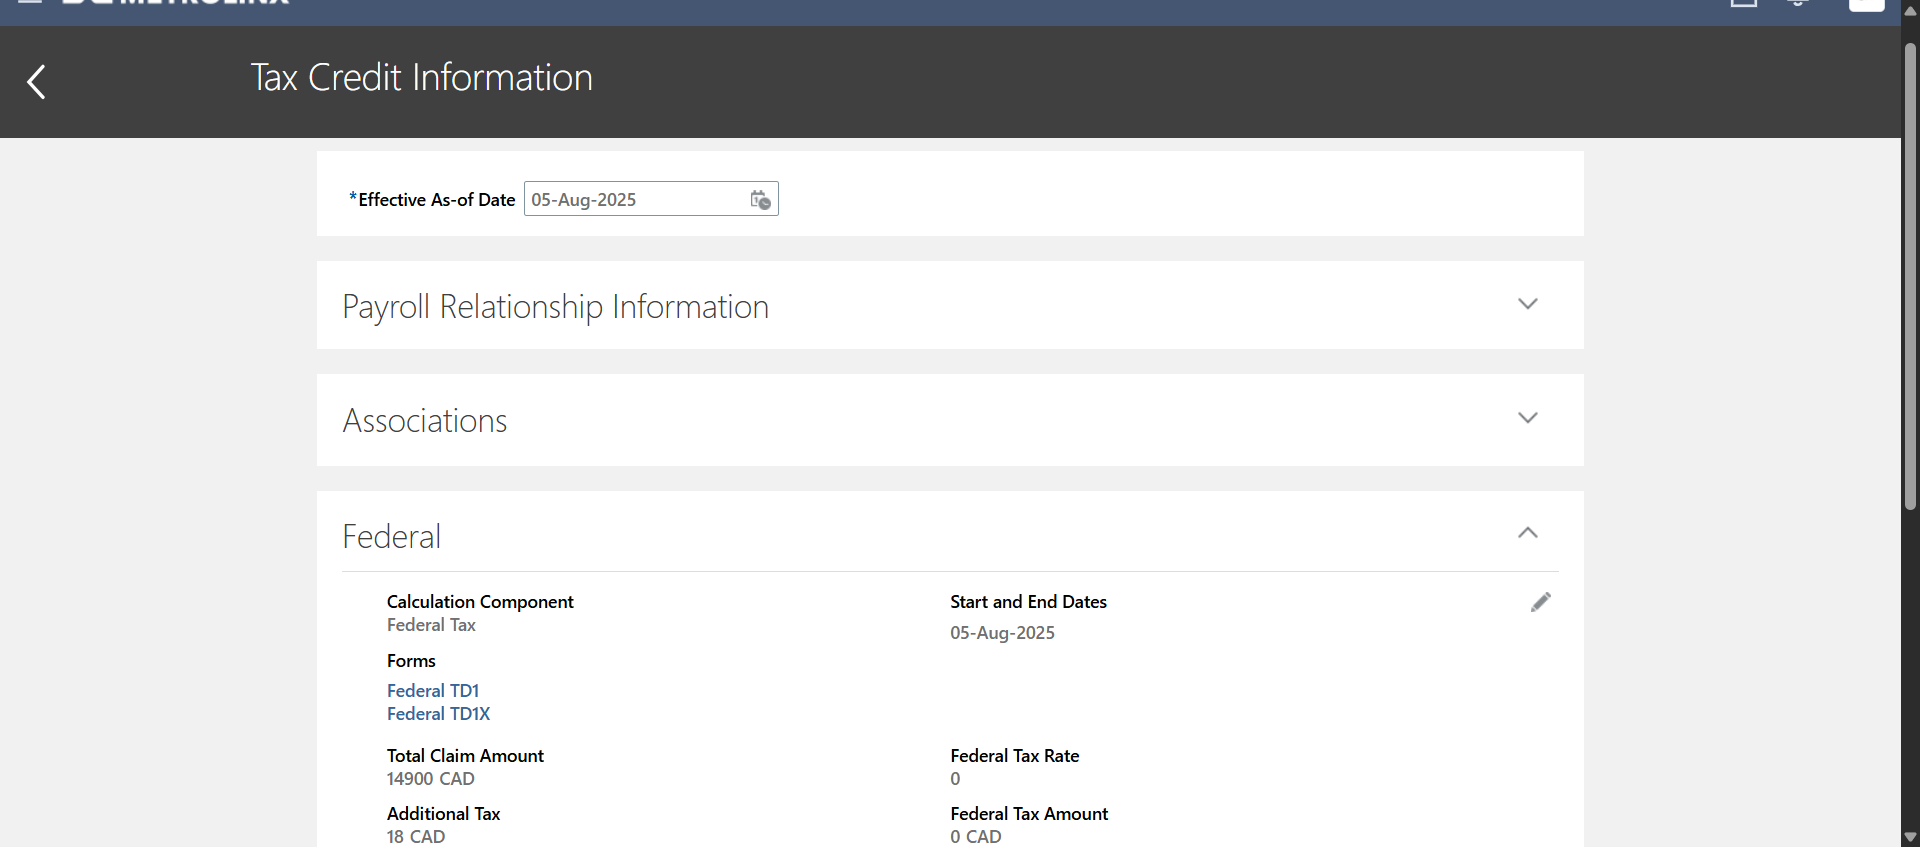 METROLINX
Tax Credit Information
*Effective As-of Date 05-Aug-2025
Payroll Relationship Information
Associations
Federal
Calculation Component
Federal Tax
Start and End Dates
05-Aug-2025
Forms
Federal TD1
Federal TD1X
Total Claim Amount
14900 CAD
Federal Tax Rate
0
Additional Tax
18 CAD
Federal Tax Amount
0 CAD